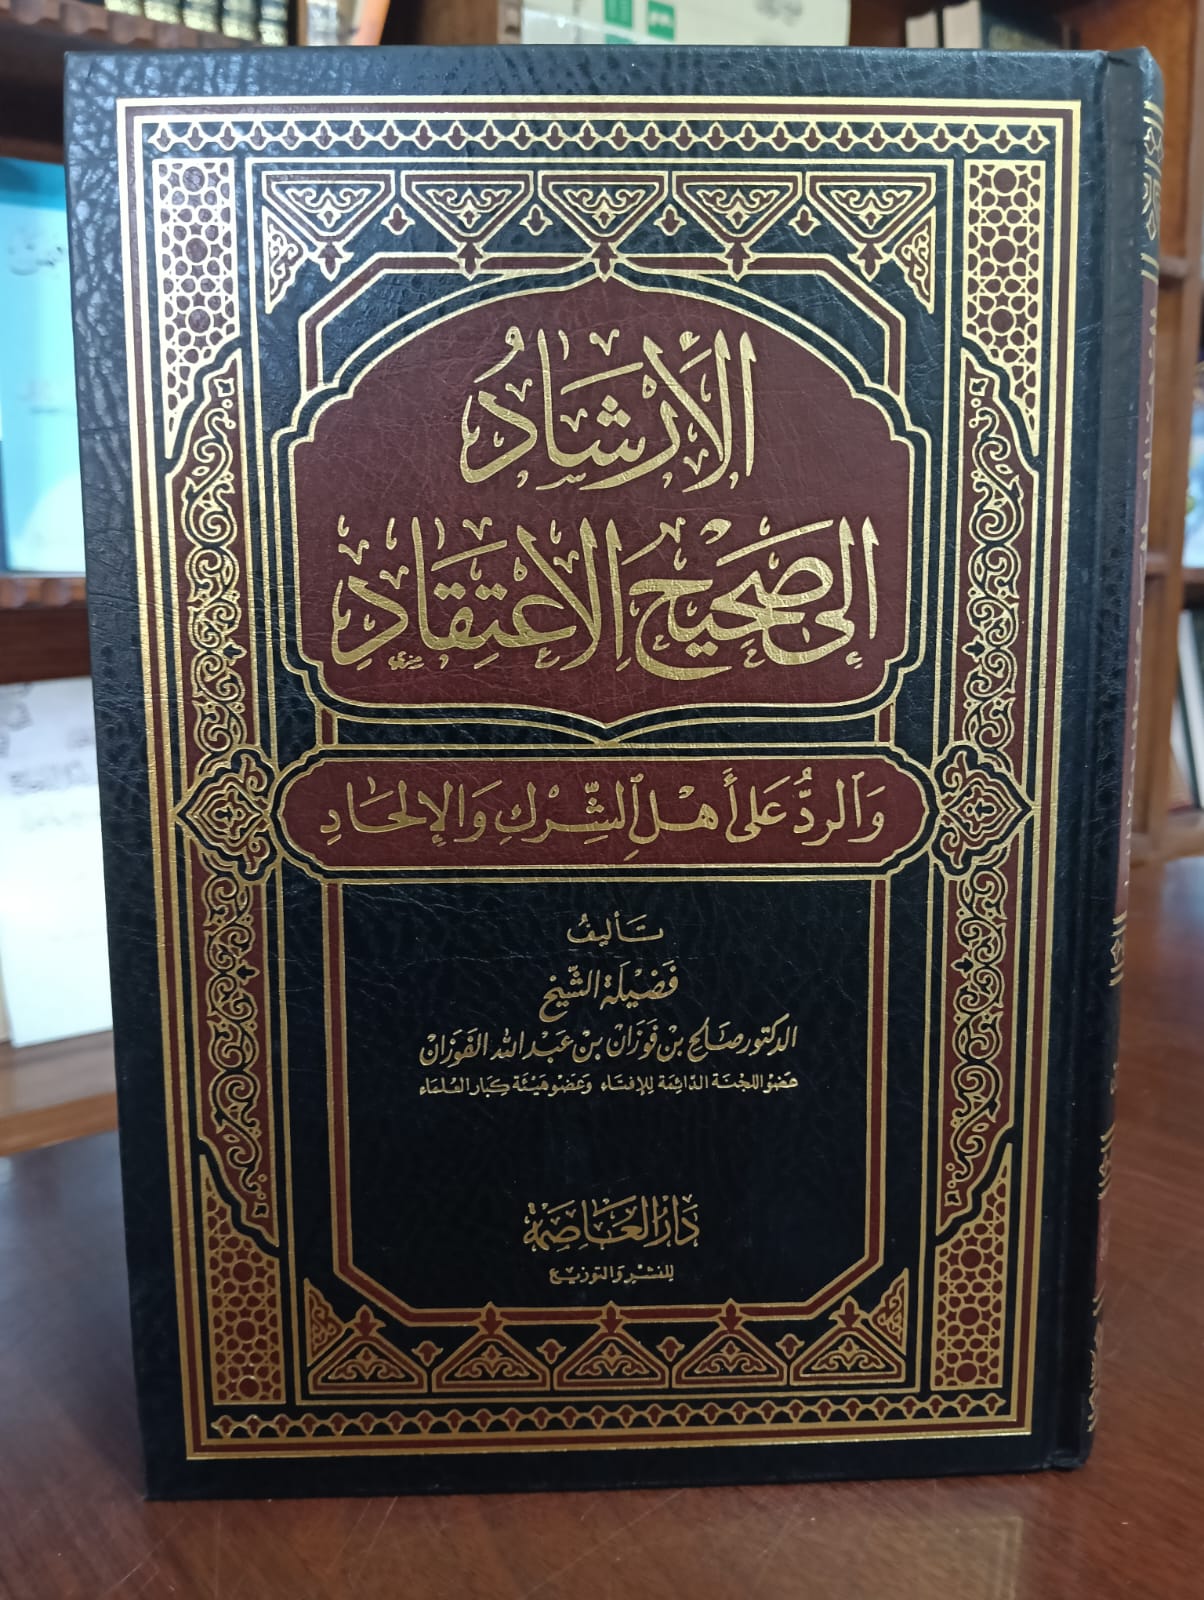 الأرشاد
إلى صحيح الاعتقاد
والرد على أهل الشرك والإلحاد
تأليف
فضيلة الشيخ
الدكتور صالح بن فوزان بن عبد الله الفوزان
عضو اللجنة الدائمة للإفتاء وعضو هيئة كبار العلماء
دار العاصمة
للنشر والتوزيع